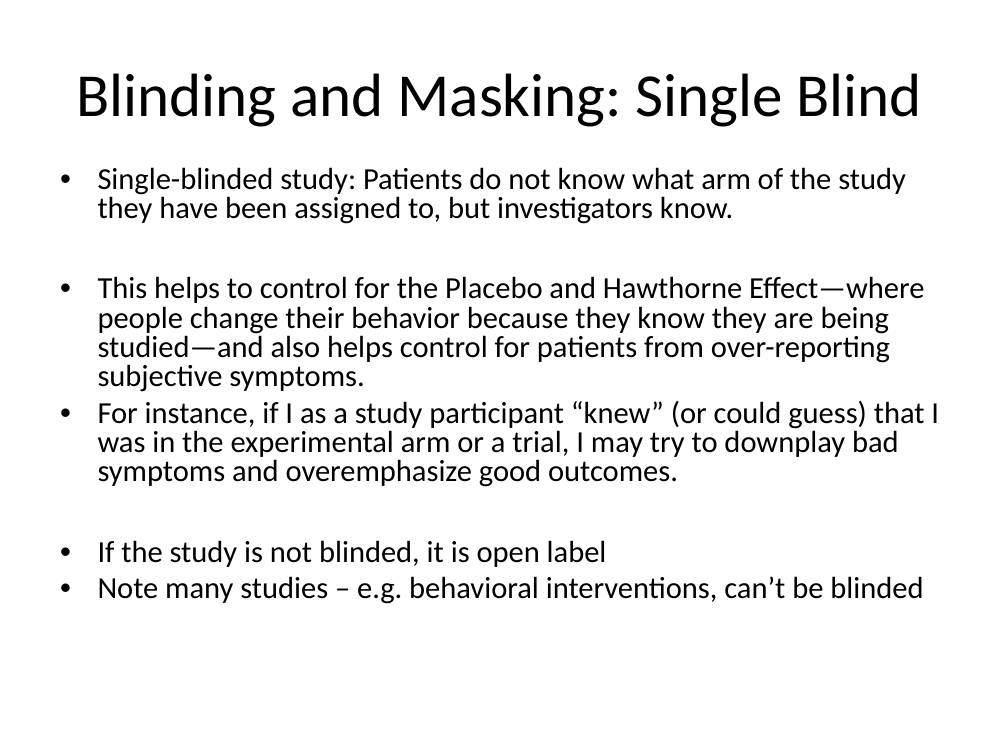 Blinding and Masking: Single Blind
• Single-blinded study: Patients do not know what arm of the study
they have been assigned to, but investigators know.
• This helps to control for the Placebo and Hawthorne Effect—where
people change their behavior because they know they are being
studied—and also helps control for patients from over-reporting
subjective symptoms.
• For instance, if I as a study participant “knew” (or could guess) that I
was in the experimental arm or a trial, I may try to downplay bad
symptoms and overemphasize good outcomes.
• If the study is not blinded, it is open label
• Note many studies – e.g. behavioral interventions, can’t be blinded